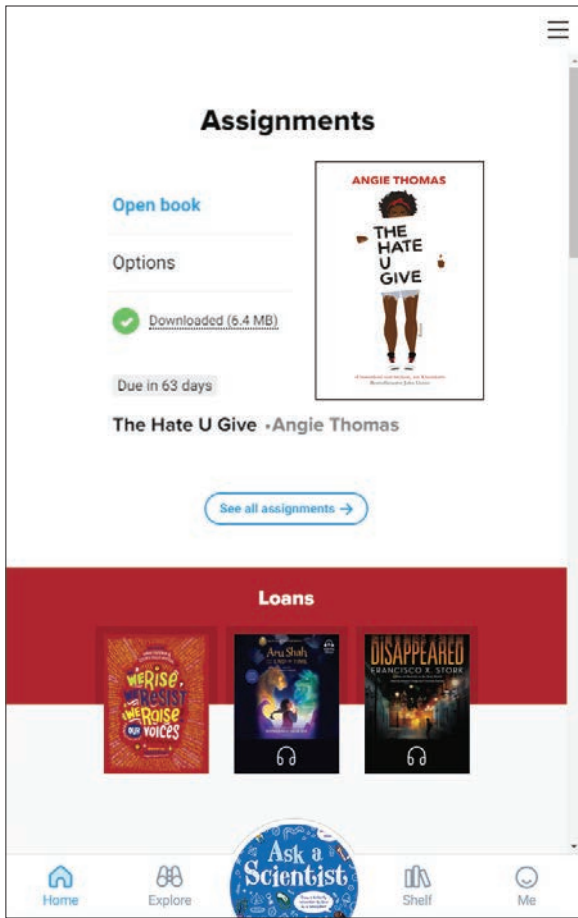 Assignments
Open book
Options
Downloaded (6.4 MB)
Due in 63 days
ANGIE THOMAS
THE
HATE
U
GIVE
The Hate U Give • Angie Thomas
See all assignments →
Loans
WE RISE
WE RESIST
WE RAISE
OUR VOICES
Aru Shah
DISAPPEARED
FRANCISCO X. STORK
Ask a
Scientist
Home
Explore
Shelf
Me